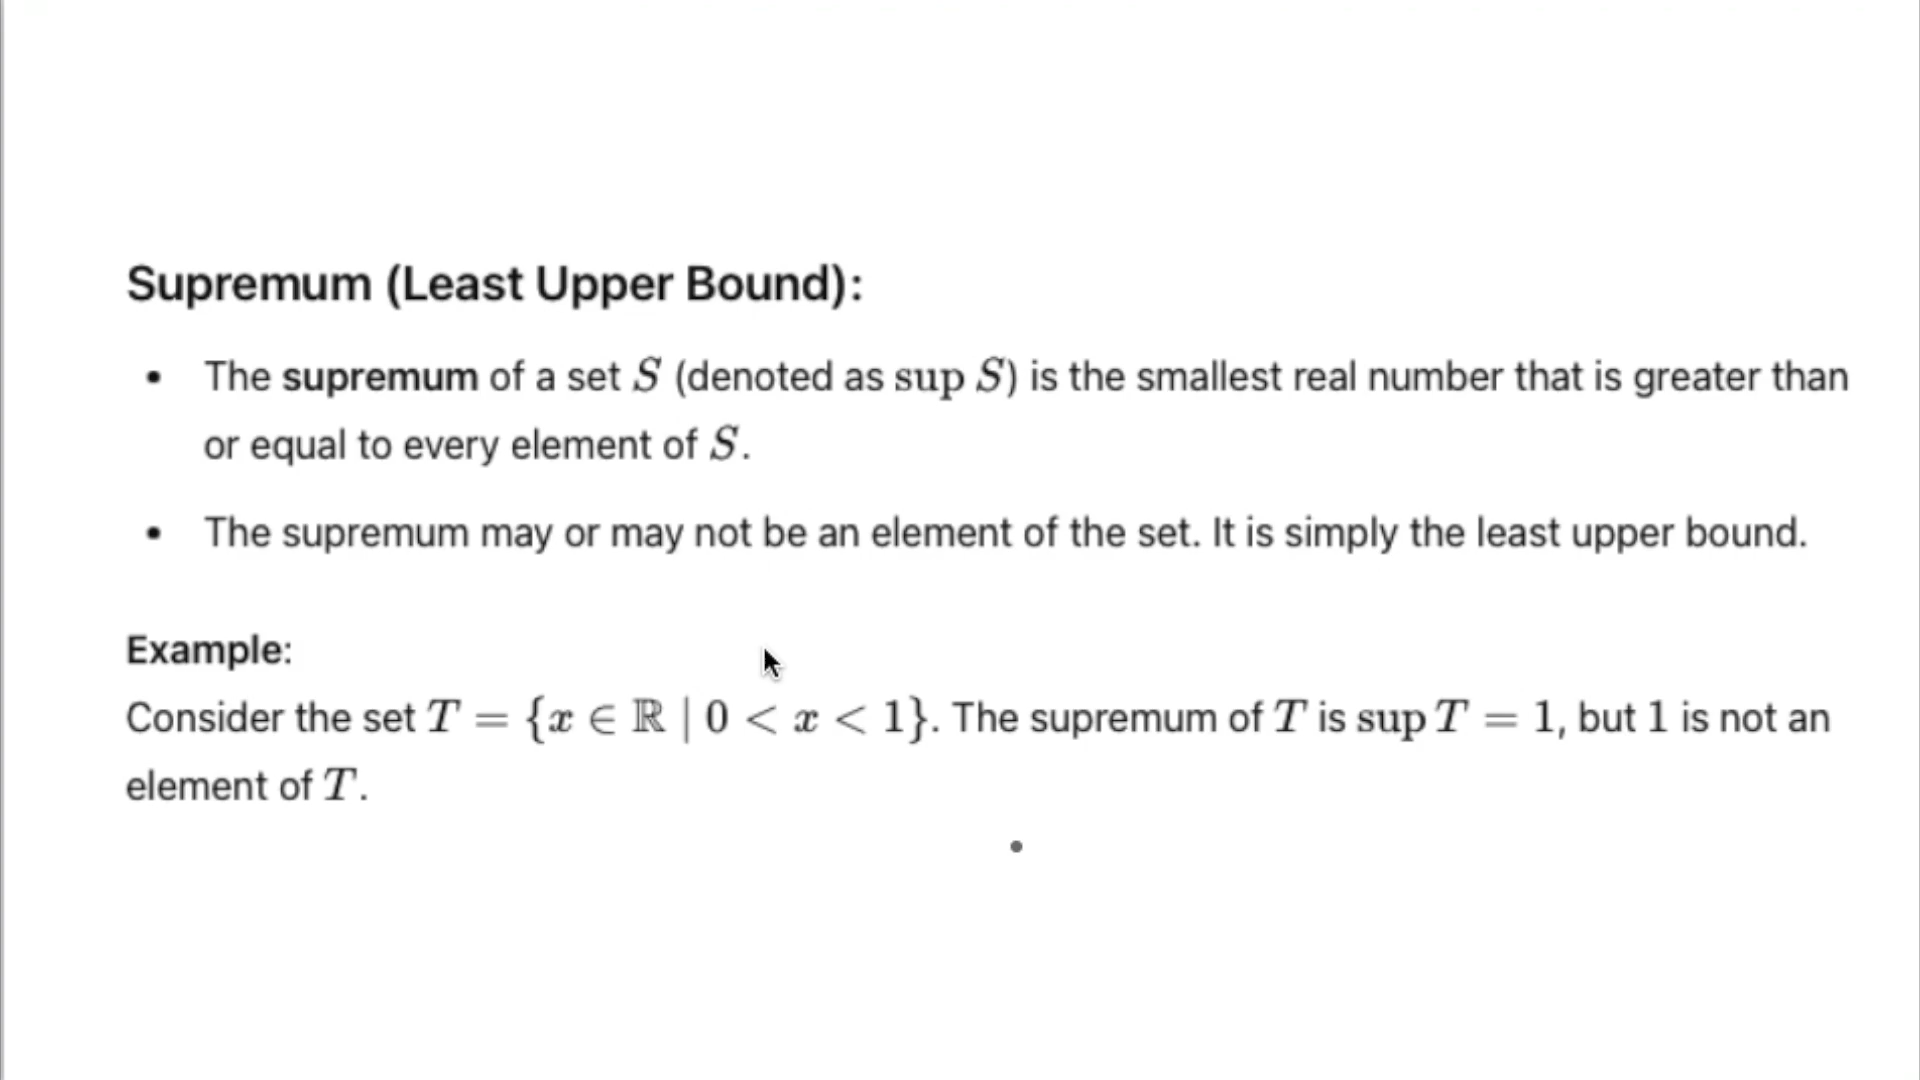 Supremum (Least Upper Bound):
• The supremum of a set S (denoted as sup S) is the smallest real number that is greater than
or equal to every element of S.
• The supremum may or may not be an element of the set. It is simply the least upper bound.
Example:
Consider the set T = {x ∈ ℝ | 0 < x < 1}. The supremum of T is sup T = 1, but 1 is not an
element of T.